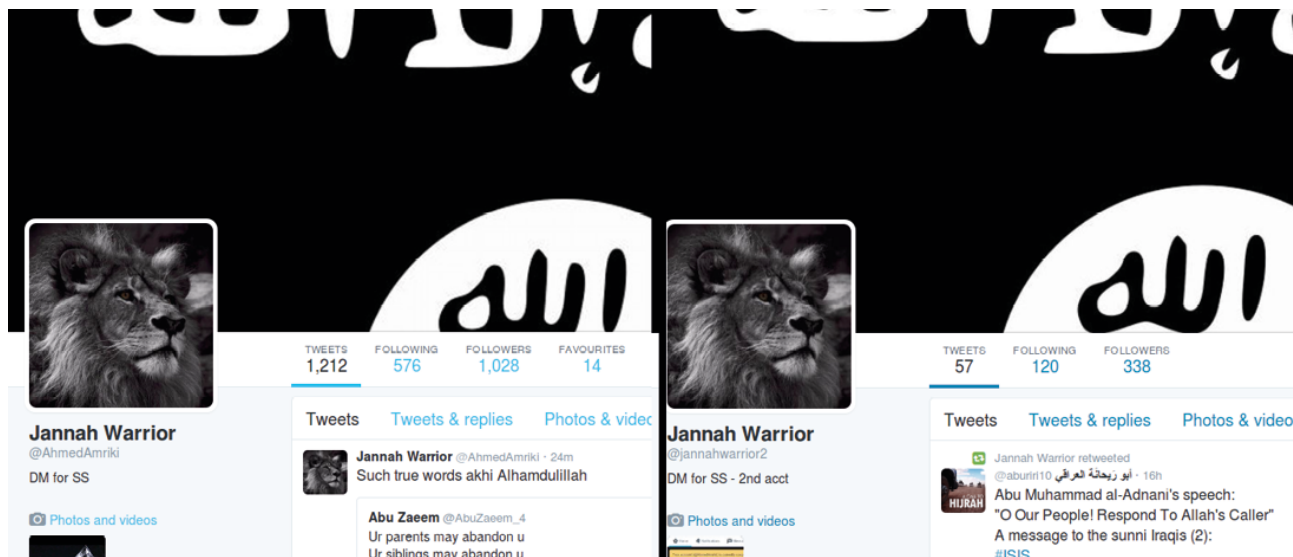 الله
TWEETS FOLLOWING FOLLOWERS FAVOURITES
1,212 576 1,028 14
Tweets Tweets & replies Photos & videc
Jannah Warrior
@AhmedAmriki
DM for SS
Photos and videos
Jannah Warrior @AhmedAmriki · 24m
Such true words akhi Alhamdulillah
Abu Zaeem @AbuZaeem_4
Ur parents may abandon u
Ur siblings may abandon u
الله
TWEETS FOLLOWING FOLLOWERS
57 120 338
Tweets Tweets & replies Photos & video
Jannah Warrior
@jannahwarrior2
DM for SS - 2nd acct
Photos and videos
Jannah Warrior retweeted
@aburiri10 أبو ريحانة العراقي · 16h
HIJRAH
Abu Muhammad al-Adnani's speech:
"O Our People! Respond To Allah's Caller"
A message to the sunni Iraqis (2):
#ISIS